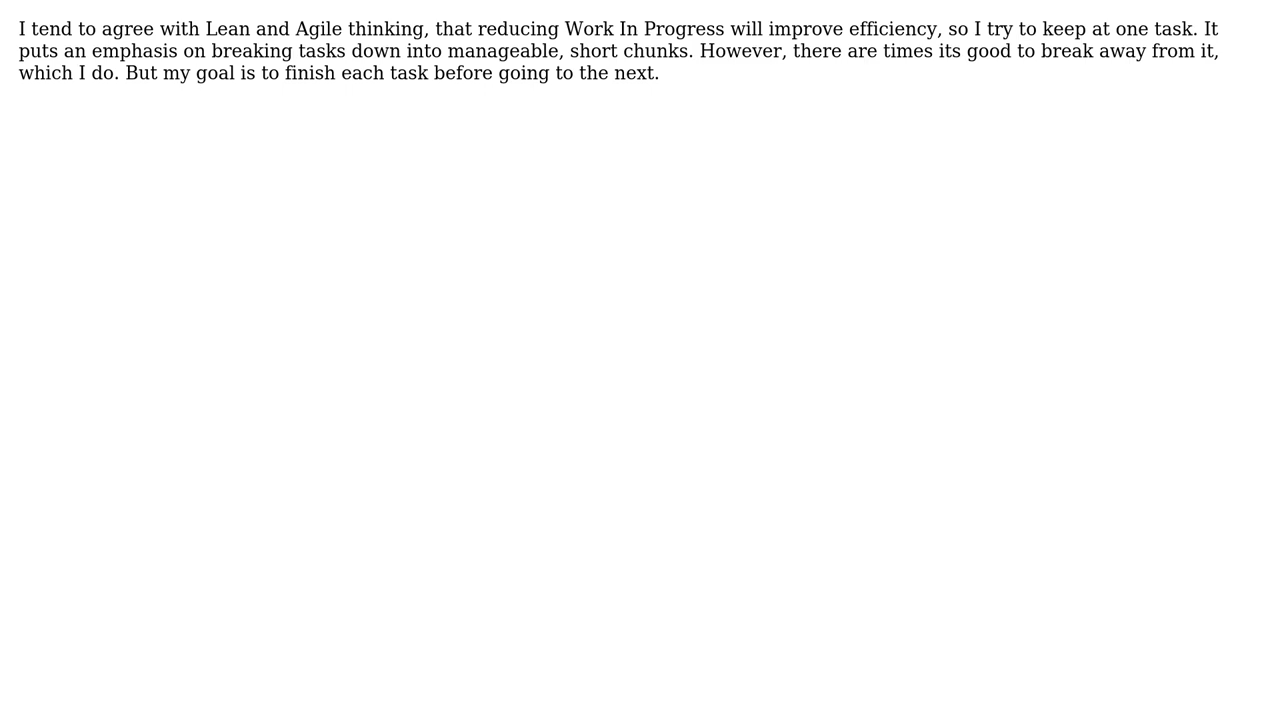 I tend to agree with Lean and Agile thinking, that reducing Work In Progress will improve efficiency, so I try to keep at one task. It
puts an emphasis on breaking tasks down into manageable, short chunks. However, there are times its good to break away from it,
which I do. But my goal is to finish each task before going to the next.